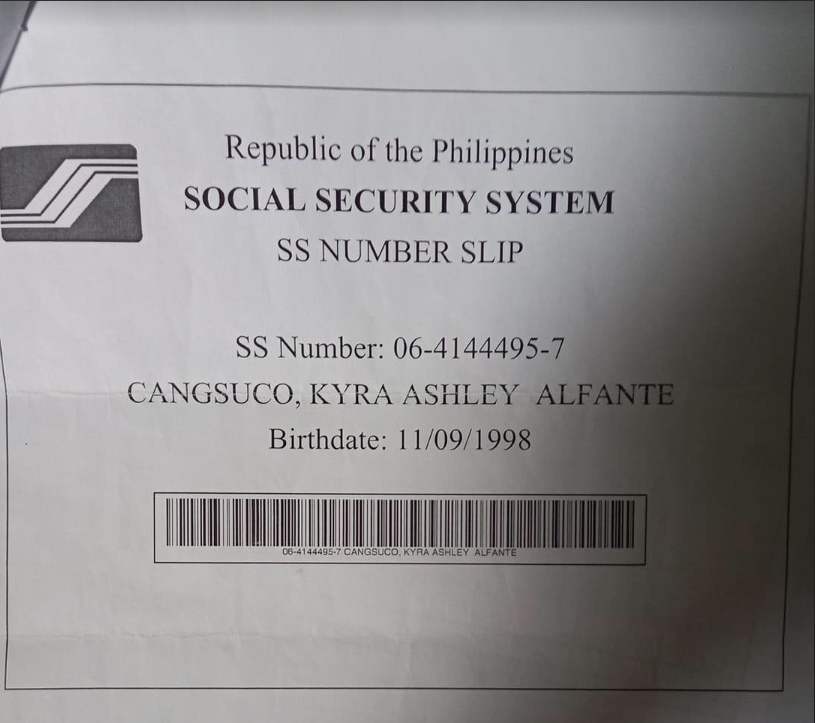 Republic of the Philippines
SOCIAL SECURITY SYSTEM
SS NUMBER SLIP
SS Number: 06-4144495-7
CANGSUCO, KYRA ASHLEY ALFANTE
Birthdate: 11/09/1998
06-4144495-7 CANGSUCO, KYRA ASHLEY ALFANTE